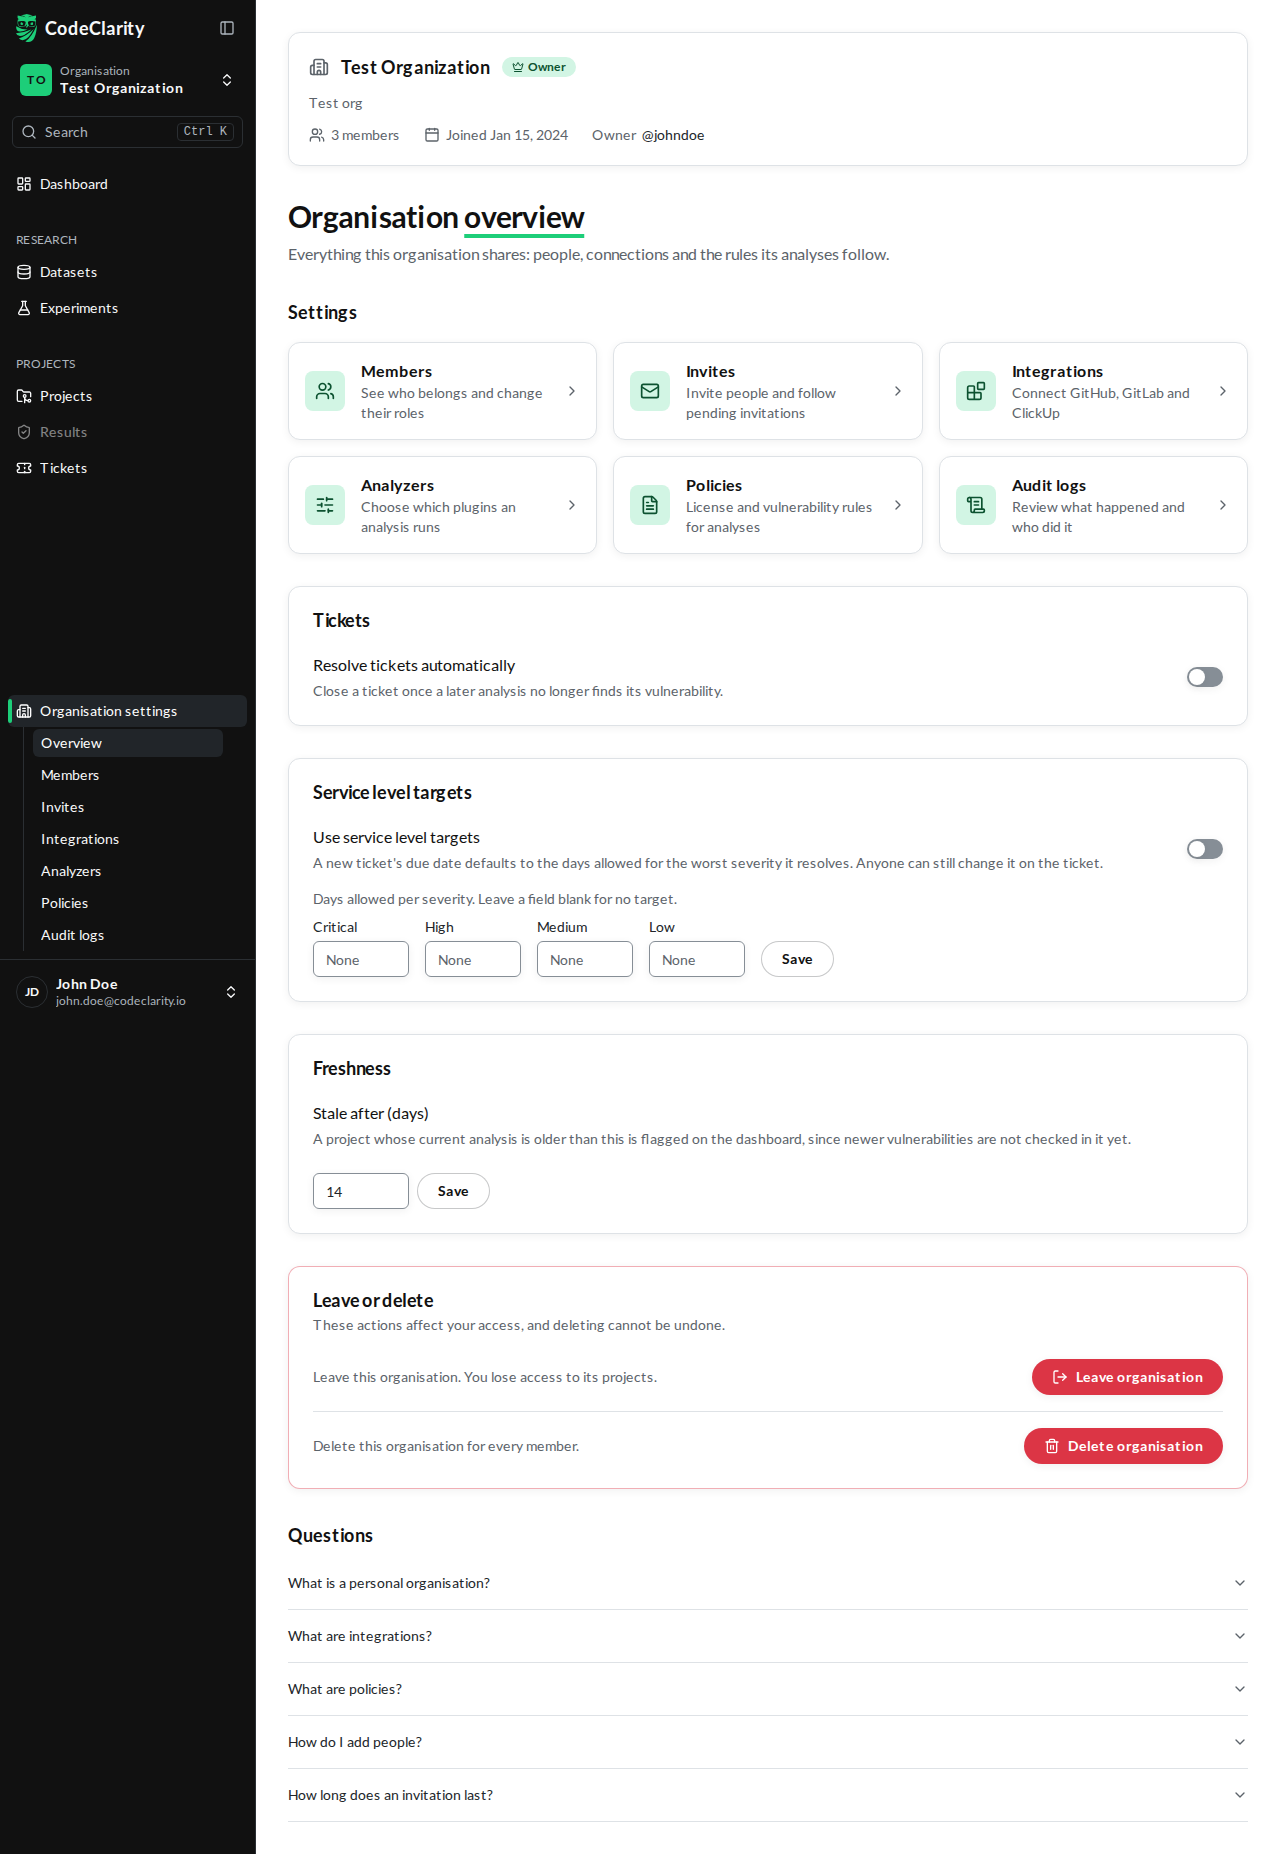 CodeClarity
TO
Organisation
Test Organization
Search
Ctrl K
Dashboard
RESEARCH
Datasets
Experiments
PROJECTS
Projects
Results
Tickets
Organisation settings
Overview
Members
Invites
Integrations
Analyzers
Policies
Audit logs
JD
John Doe
john.doe@codeclarity.io
Test Organization
Owner
Test org
3 members
Joined Jan 15, 2024
Owner @johndoe
Organisation overview
Everything this organisation shares: people, connections and the rules its analyses follow.
Settings
Members
See who belongs and change
their roles
Invites
Invite people and follow
pending invitations
Integrations
Connect GitHub, GitLab and
ClickUp
Analyzers
Choose which plugins an
analysis runs
Policies
License and vulnerability rules
for analyses
Audit logs
Review what happened and
who did it
Tickets
Resolve tickets automatically
Close a ticket once a later analysis no longer finds its vulnerability.
Service level targets
Use service level targets
A new ticket's due date defaults to the days allowed for the worst severity it resolves. Anyone can still change it on the ticket.
Days allowed per severity. Leave a field blank for no target.
Critical
High
Medium
Low
None
None
None
None
Save
Freshness
Stale after (days)
A project whose current analysis is older than this is flagged on the dashboard, since newer vulnerabilities are not checked in it yet.
14
Save
Leave or delete
These actions affect your access, and deleting cannot be undone.
Leave this organisation. You lose access to its projects.
Leave organisation
Delete this organisation for every member.
Delete organisation
Questions
What is a personal organisation?
What are integrations?
What are policies?
How do I add people?
How long does an invitation last?